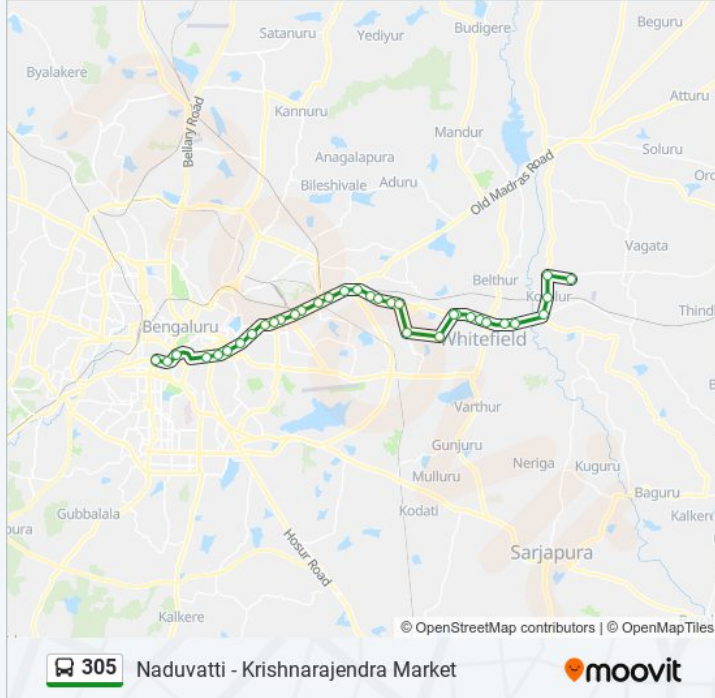 Satanuru
Yediyur
Budigere
Beguru
Byalakere
Atturu
Kannuru
Bellary Road
Mandur
Soluru
Anagalapura
Bileshivale
Aduru
Old Madras Road
Vagata
Belthur
Bengaluru
Whitefield
Varthur
Gunjuru
Neriga
Kuguru
Mulluru
Baguru
Kodati
Gubbalala
Hosur Road
Sarjapura
Kalkere
© OpenStreetMap contributors | © OpenMapTiles
305
Naduvatti - Krishnarajendra Market
moovit